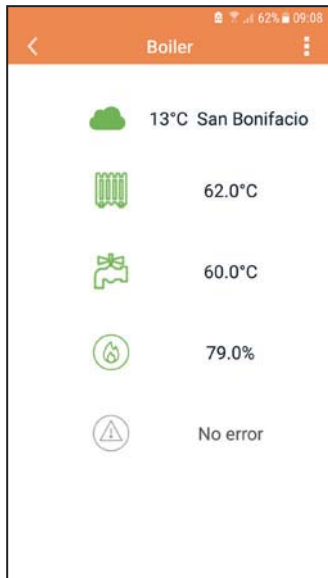 62% 09:08
Boiler
13°C San Bonifacio
62.0°C
60.0°C
79.0%
No error